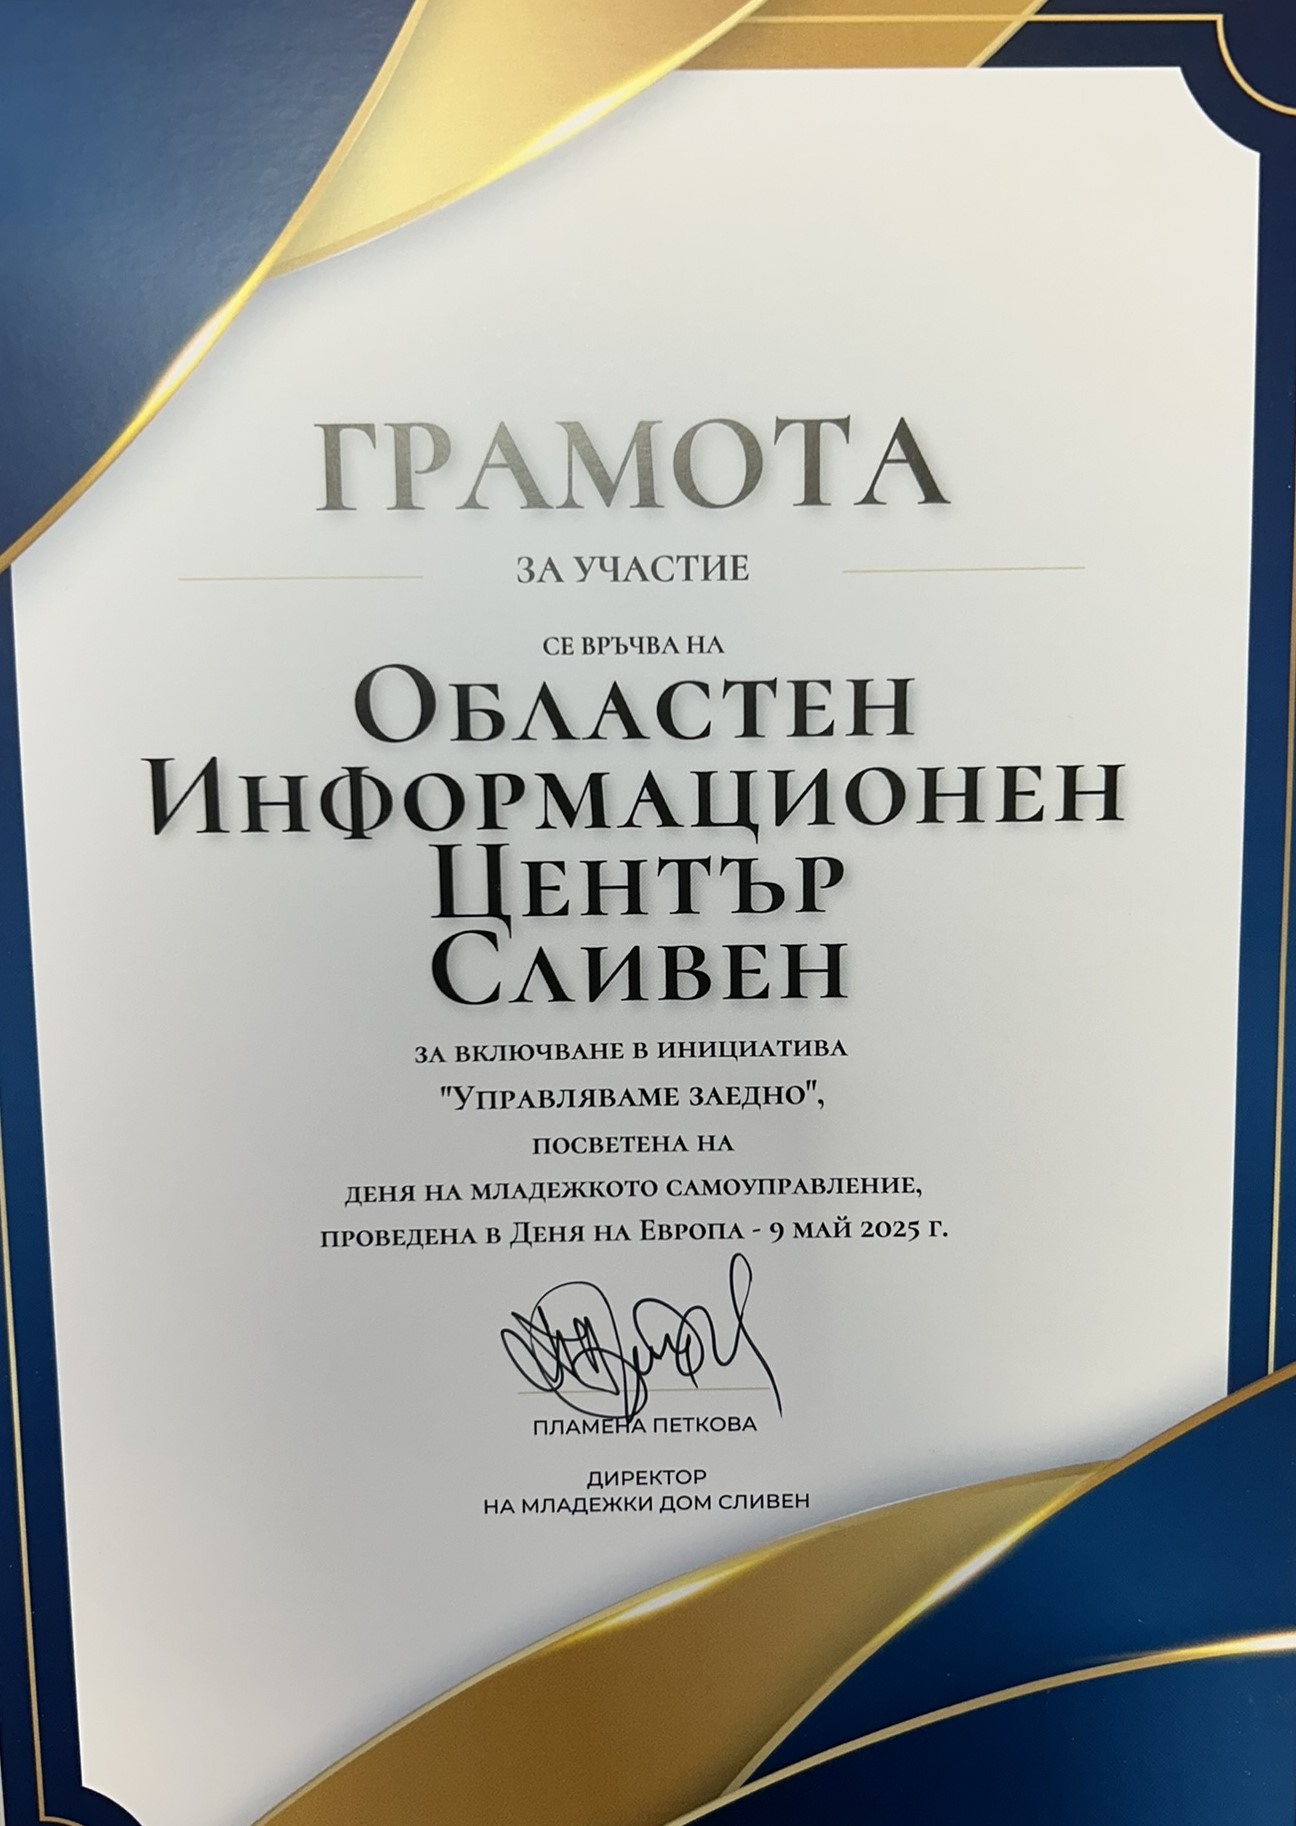 ГРАМОТА
ЗА УЧАСТИЕ
СЕ ВРЪЧВА НА
ОБЛАСТЕН
ИНФОРМАЦИОНЕН
ЦЕНТЪР
СЛИВЕН
ЗА ВКЛЮЧВАНЕ В ИНИЦИАТИВА
"УПРАВЛЯВАМЕ ЗАЕДНО",
ПОСВЕТЕНА НА
ДЕНЯ НА МЛАДЕЖКОТО САМОУПРАВЛЕНИЕ,
ПРОВЕДЕНА В ДЕНЯ НА ЕВРОПА - 9 МАЙ 2025 Г.
ПЛАМЕНА ПЕТКОВА
ДИРЕКТОР
НА МЛАДЕЖКИ ДОМ СЛИВЕН